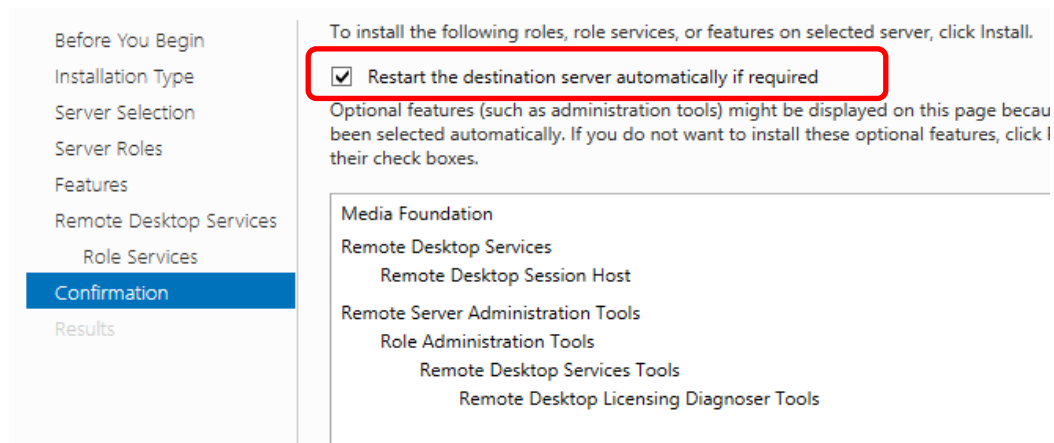 Before You Begin
Installation Type
Server Selection
Server Roles
Features
Remote Desktop Services
Role Services
Confirmation
Results
To install the following roles, role services, or features on selected server, click Install.
Restart the destination server automatically if required
Optional features (such as administration tools) might be displayed on this page
been selected automatically. If you do not want to install these optional features, click
their check boxes.
Media Foundation
Remote Desktop Services
Remote Desktop Session Host
Remote Server Administration Tools
Role Administration Tools
Remote Desktop Services Tools
Remote Desktop Licensing Diagnoser Tools